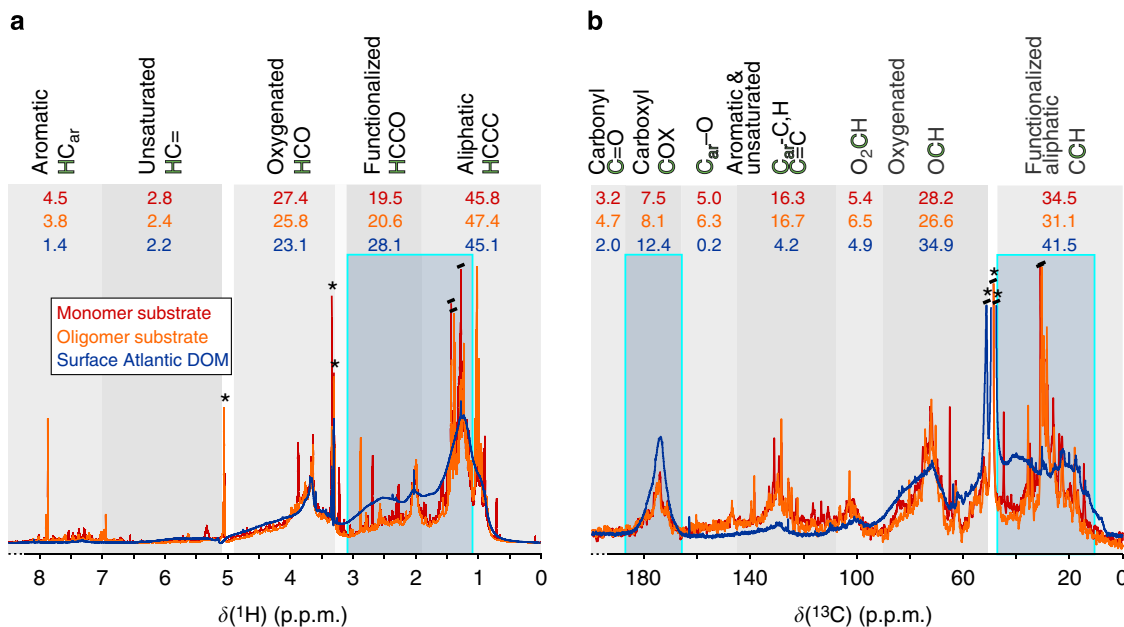 a
Aromatic
HCar
Unsaturated
HC=
Oxygenated
HCO
Functionalized
HCCO
Aliphatic
HCCC
4.5 2.8 27.4 19.5 45.8
3.8 2.4 25.8 20.6 47.4
1.4 2.2 23.1 28.1 45.1
* * *
Monomer substrate
Oligomer substrate
Surface Atlantic DOM
8 7 6 5 4 3 2 1 0
δ(¹H) (p.p.m.)
b
Carbonyl
C=O
Carboxyl
COX
Car–O
Aromatic &
unsaturated
Car-C,H
C=C
O2CH
Oxygenated
OCH
Functionalized
aliphatic
CCH
3.2 7.5 5.0 16.3 5.4 28.2 34.5
4.7 8.1 6.3 16.7 6.5 26.6 31.1
2.0 12.4 0.2 4.2 4.9 34.9 41.5
* * *
180 140 100 60 20 0
δ(¹³C) (p.p.m.)